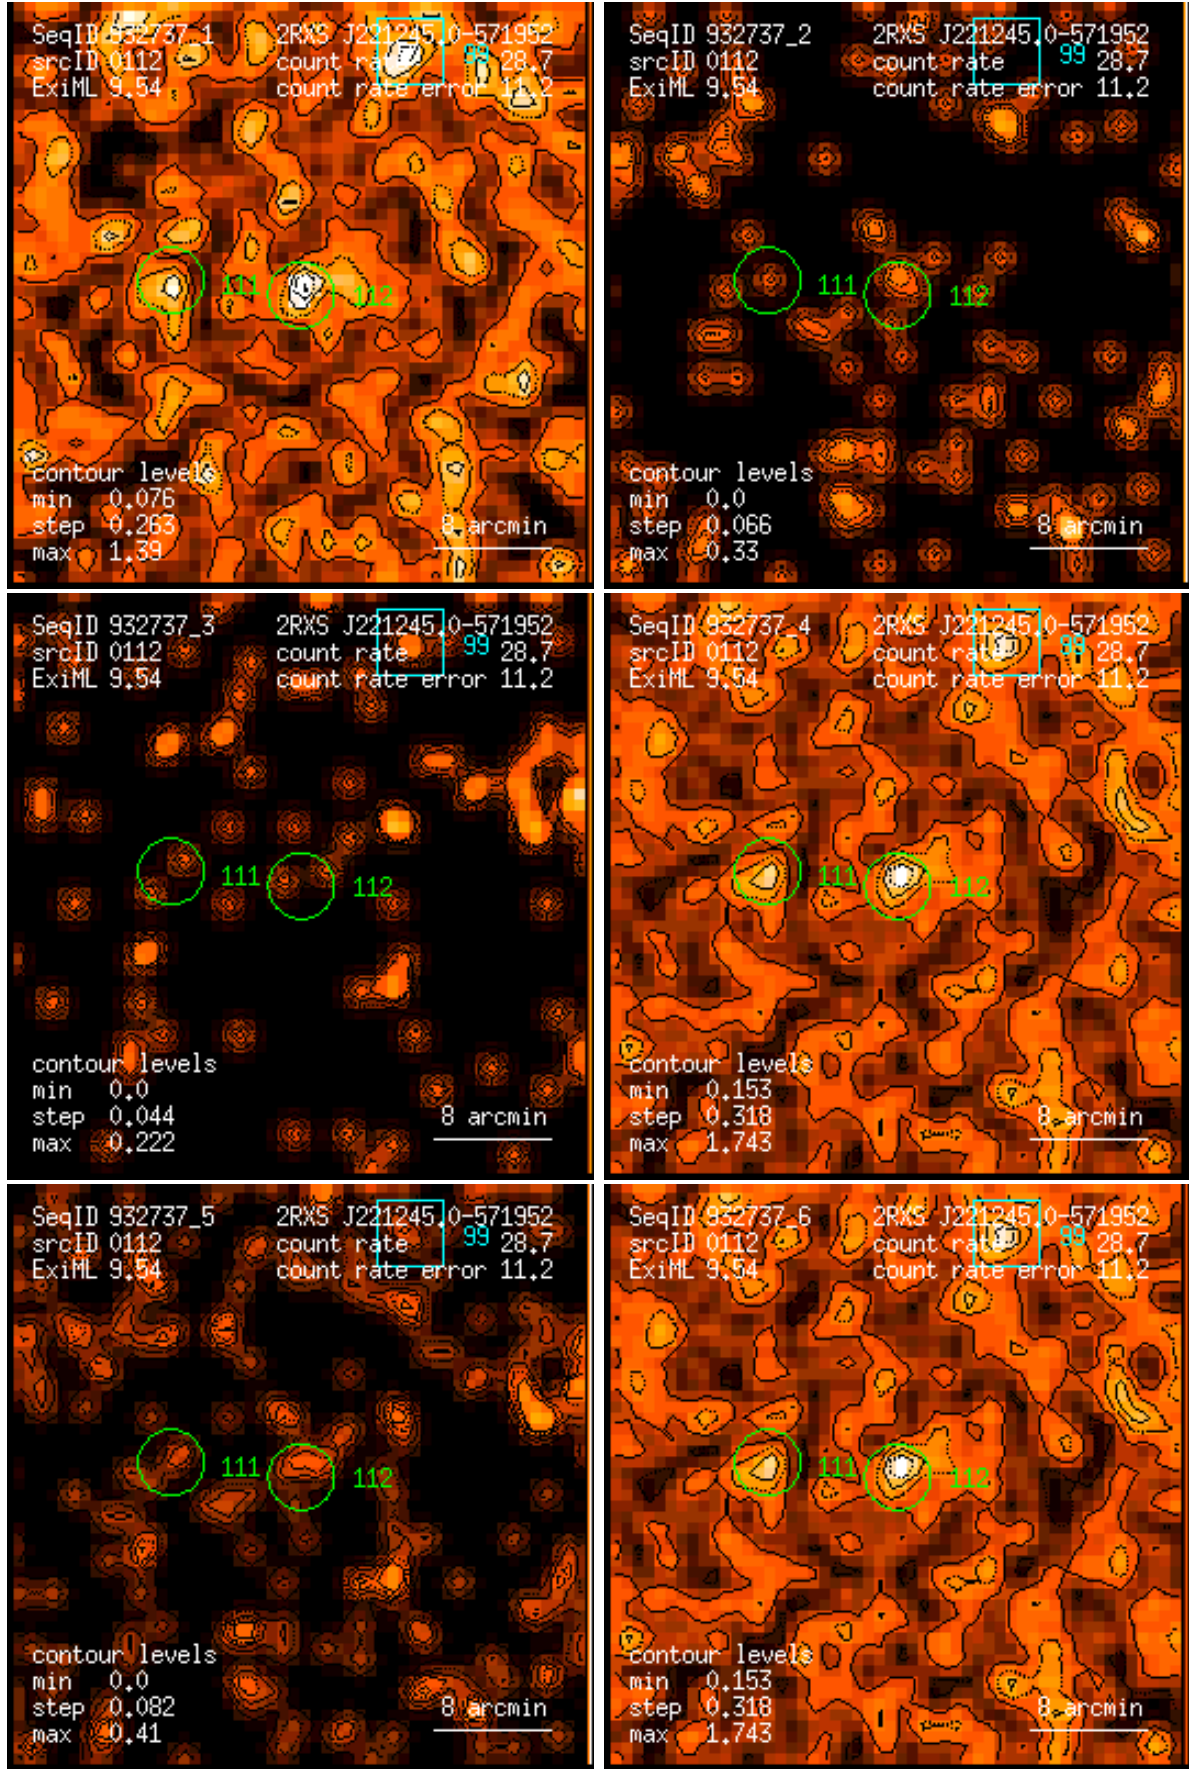 SeqID 932737_1 2RXS J221245.0-571952
srcID 0112 count rate 99 28.7
ExiML 9.54 count rate error 11.2
111 112
contour levels
min 0.076
step 0.263 8 arcmin
max 1.39
SeqID 932737_2 2RXS J221245.0-571952
srcID 0112 count rate 99 28.7
ExiML 9.54 count rate error 11.2
111 112
contour levels
min 0.0
step 0.066 8 arcmin
max 0.33
SeqID 932737_3 2RXS J221245.0-571952
srcID 0112 count rate 99 28.7
ExiML 9.54 count rate error 11.2
111 112
contour levels
min 0.0
step 0.044 8 arcmin
max 0.222
SeqID 932737_4 2RXS J221245.0-571952
srcID 0112 count rate 99 28.7
ExiML 9.54 count rate error 11.2
111 112
contour levels
min 0.153
step 0.318 8 arcmin
max 1.743
SeqID 932737_5 2RXS J221245.0-571952
srcID 0112 count rate 99 28.7
ExiML 9.54 count rate error 11.2
111 112
contour levels
min 0.0
step 0.082 8 arcmin
max 0.41
SeqID 932737_6 2RXS J221245.0-571952
srcID 0112 count rate 99 28.7
ExiML 9.54 count rate error 11.2
111 112
contour levels
min 0.153
step 0.318 8 arcmin
max 1.743